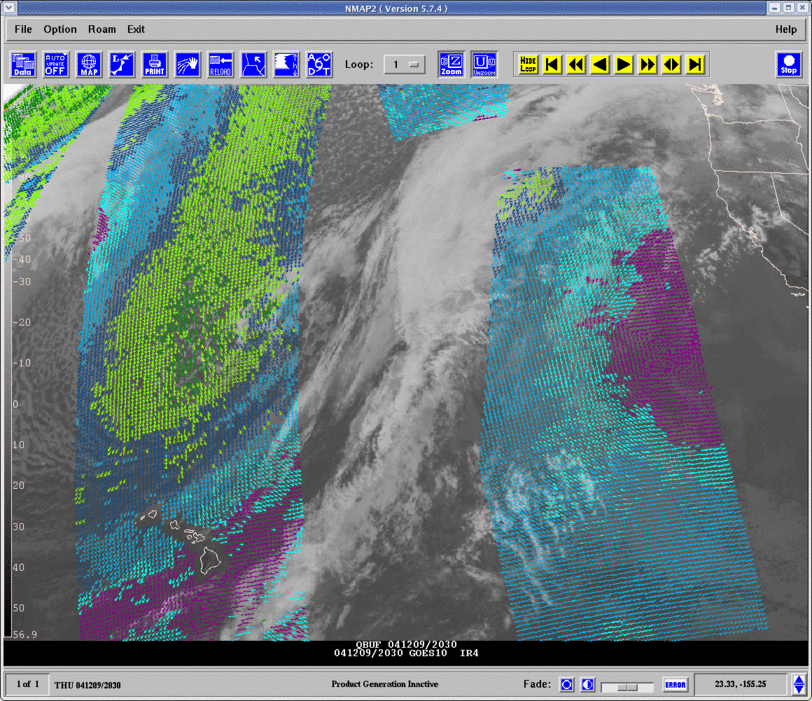 NMAP2 ( Version 5.7.4 )
File Option Roam Exit Help
Data AUTO UPDT OFF MAP PRINT RELOAD Loop: 1 Z Zoom U UNZOOM HIDE LOOP Stop
-50
-40
-30
-20
-10
0
10
20
30
40
50
56.9
QBUF 041209/2030
041209/2030 GOES10 IR4
1 of 1 THU 041209/2030 Product Generation Inactive Fade: ERROR 23.33, -155.25